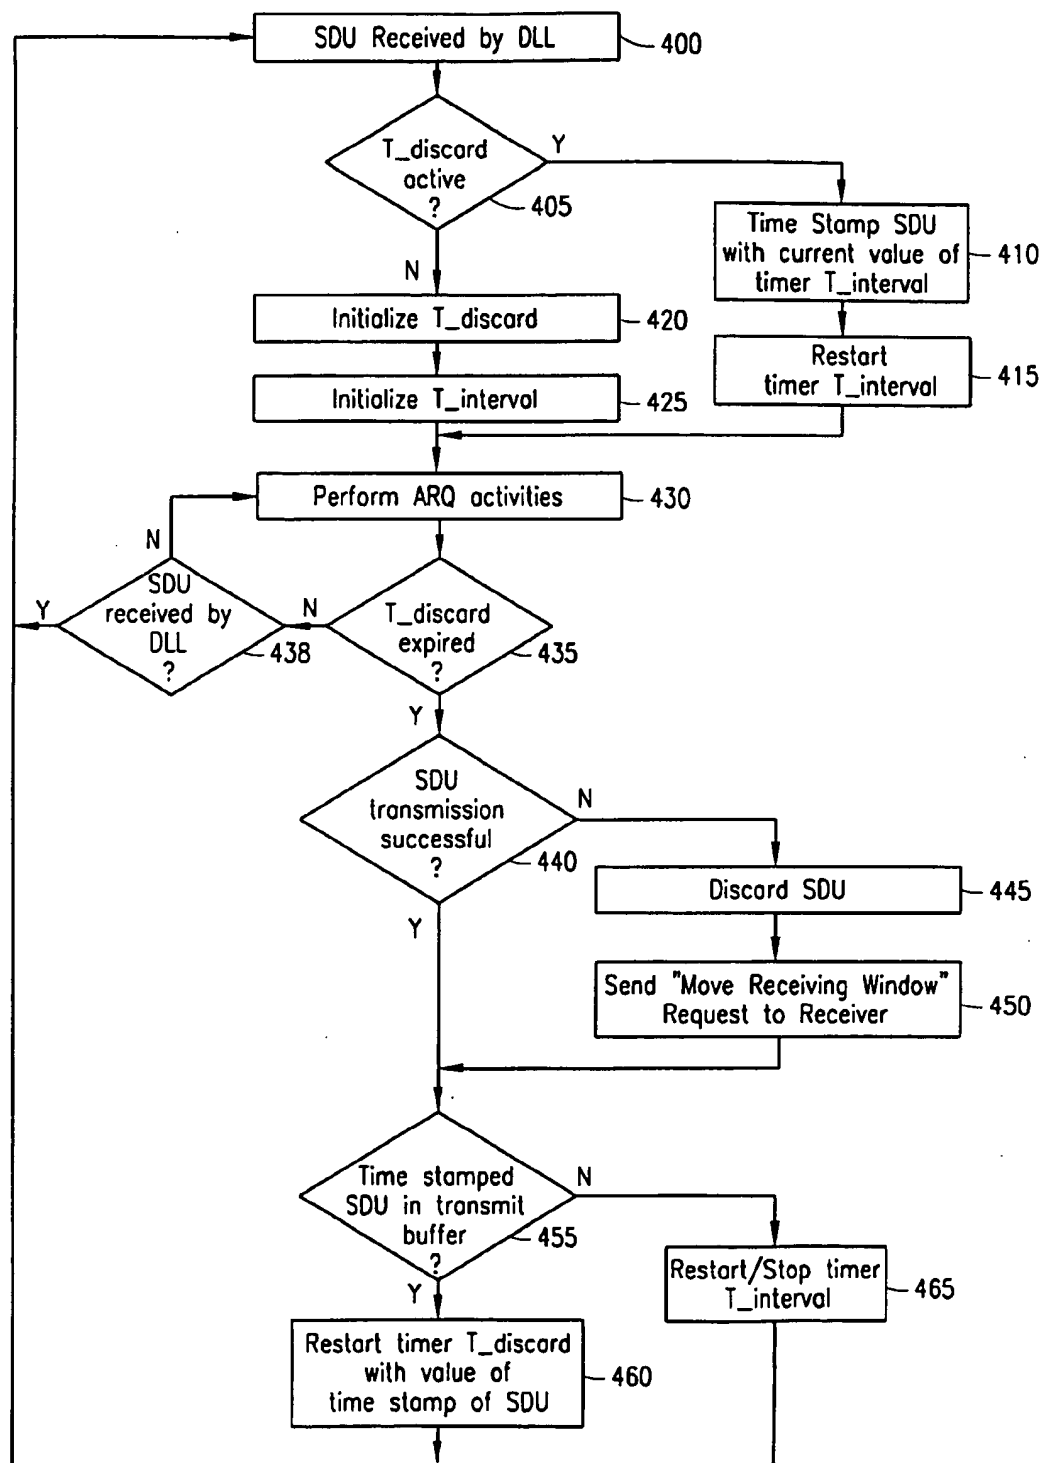 SDU Received by DLL
400
T_discard
active
?
405
Y
N
Time Stamp SDU
with current value of
timer T_interval
410
Initialize T_discard
420
Restart
timer T_interval
415
Initialize T_interval
425
Perform ARQ activities
430
N
SDU
received by
DLL
?
438
Y
N
T_discard
expired
?
435
Y
SDU
transmission
successful
?
440
N
Y
Discard SDU
445
Send "Move Receiving Window"
Request to Receiver
450
Time stamped
SDU in transmit
buffer
?
455
N
Y
Restart/Stop timer
T_interval
465
Restart timer T_discard
with value of
time stamp of SDU
460